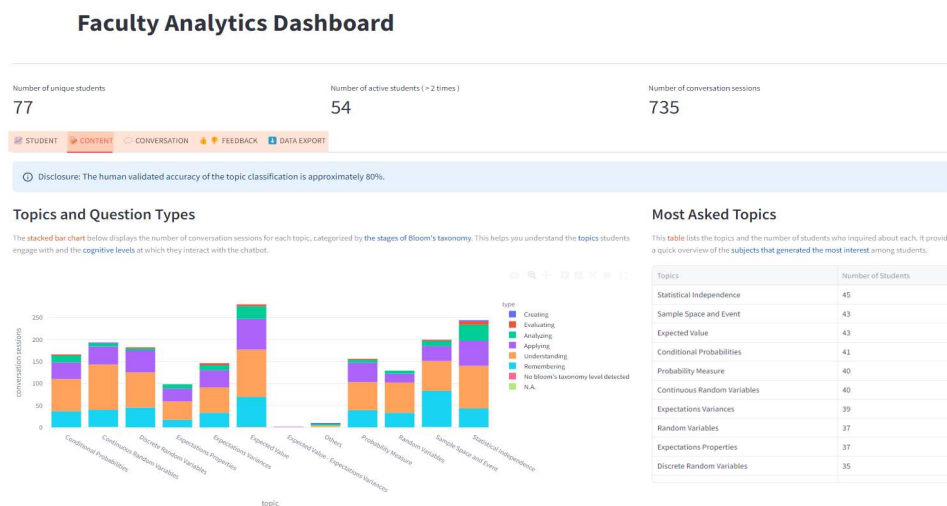 Faculty Analytics Dashboard
Number of unique students
77
Number of active students ( > 2 times )
54
Number of conversation sessions
735
STUDENT
CONTENT
CONVERSATION
FEEDBACK
DATA EXPORT
Disclosure: The human validated accuracy of the topic classification is approximately 80%.
Topics and Question Types
The stacked bar chart below displays the number of conversation sessions for each topic, categorized by the stages of Bloom's taxonomy. This helps you understand the topics students
engage with and the cognitive levels at which they interact with the chatbot.
type
Creating
Evaluating
Analyzing
Applying
Understanding
Remembering
No bloom's taxonomy level detected
N.A.
conversation sessions
250
200
150
100
50
0
Conditional Probabilities
Continuous Random Variables
Discrete Random Variables
Expectations Properties
Expectations Variances
Expected Value
Expected Value - Expectations Variances
Others
Probability Measure
Random Variables
Sample Space and Event
Statistical Independence
topic
Most Asked Topics
This table lists the topics and the number of students who inquired about each. It provid
a quick overview of the subjects that generated the most interest among students.
Topics Number of Students
Statistical Independence 45
Sample Space and Event 43
Expected Value 43
Conditional Probabilities 41
Probability Measure 40
Continuous Random Variables 40
Expectations Variances 39
Random Variables 37
Expectations Properties 37
Discrete Random Variables 35